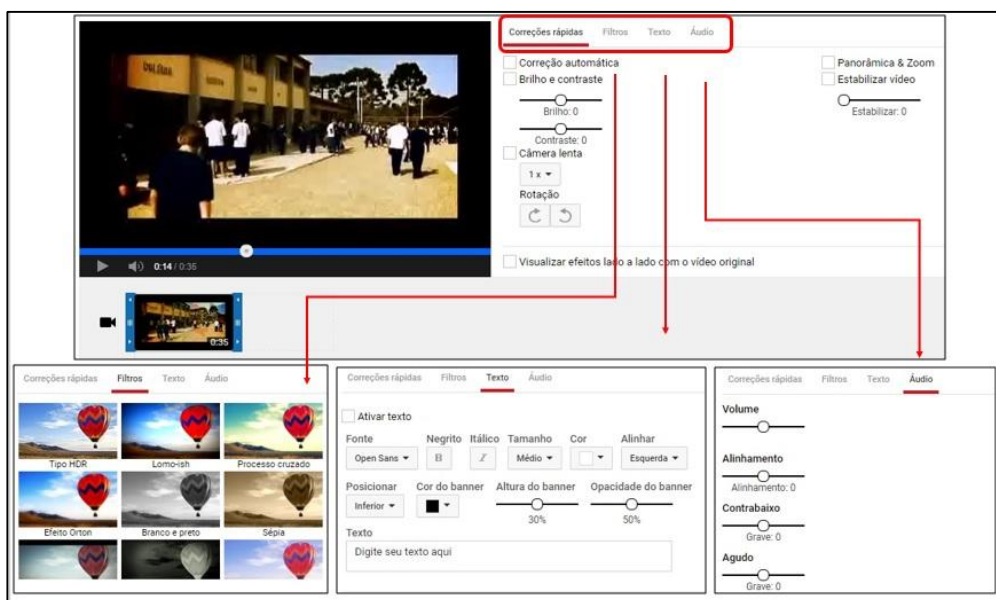 Correções rápidas Filtros Texto Áudio
Correção automática
Brilho e contraste
Brilho: 0
Contraste: 0
Câmera lenta
1 x
Rotação
Panorâmica & Zoom
Estabilizar vídeo
Estabilizar: 0
Visualizar efeitos lado a lado com o vídeo original
0:14 / 0:35
0:35
Correções rápidas Filtros Texto Áudio
Tipo HDR Lomo-ish Processo cruzado
Efeito Orton Branco e preto Sépia
Correções rápidas Filtros Texto Áudio
Ativar texto
Fonte Negrito Itálico Tamanho Cor Alinhar
Open Sans B I Médio Esquerda
Posicionar Cor do banner Altura do banner Opacidade do banner
Inferior
30% 50%
Texto
Digite seu texto aqui
Correções rápidas Filtros Texto Áudio
Volume
Alinhamento
Alinhamento: 0
Contrabaixo
Grave: 0
Agudo
Grave: 0